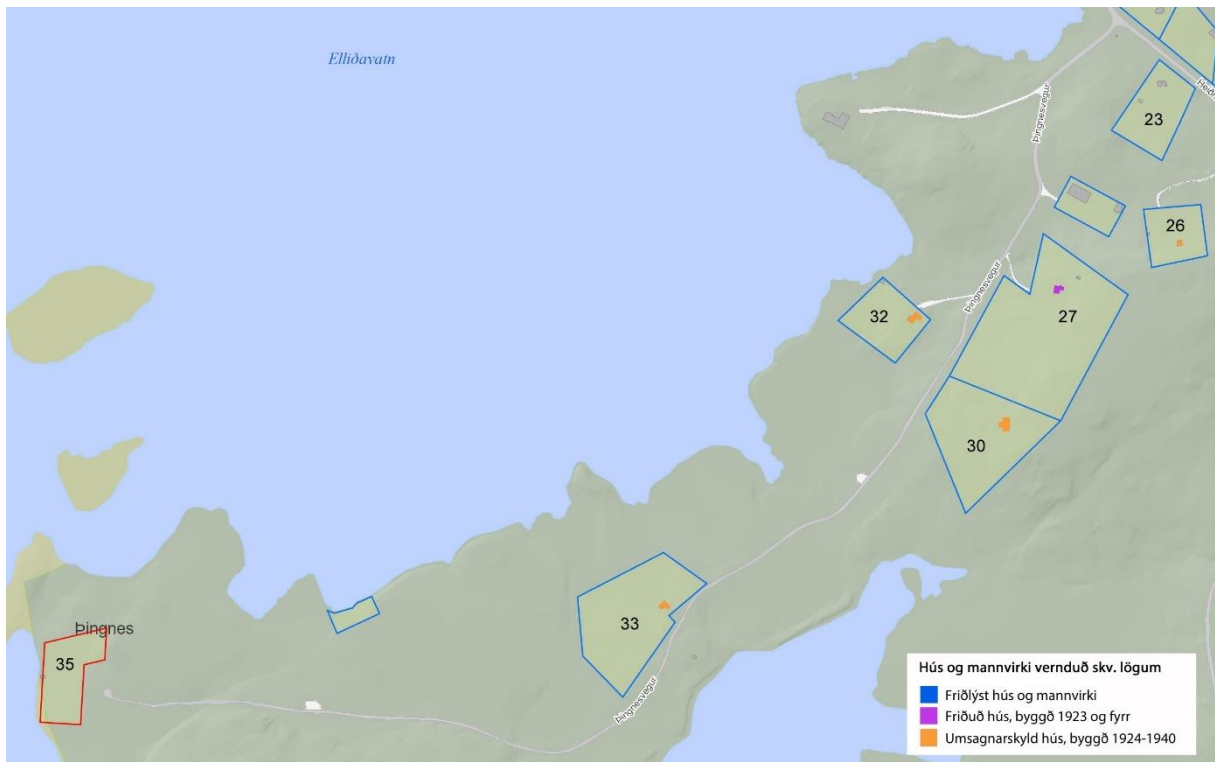 Elliðavatn
Þingnesvegur
23
26
27
32
Þingnesvegur
30
33
Þingnesvegur
Þingnes
35
Hús og mannvirki vernduð skv. lögum
Friðlýst hús og mannvirki
Friðuð hús, byggð 1923 og fyrr
Umsagnarskyld hús, byggð 1924-1940